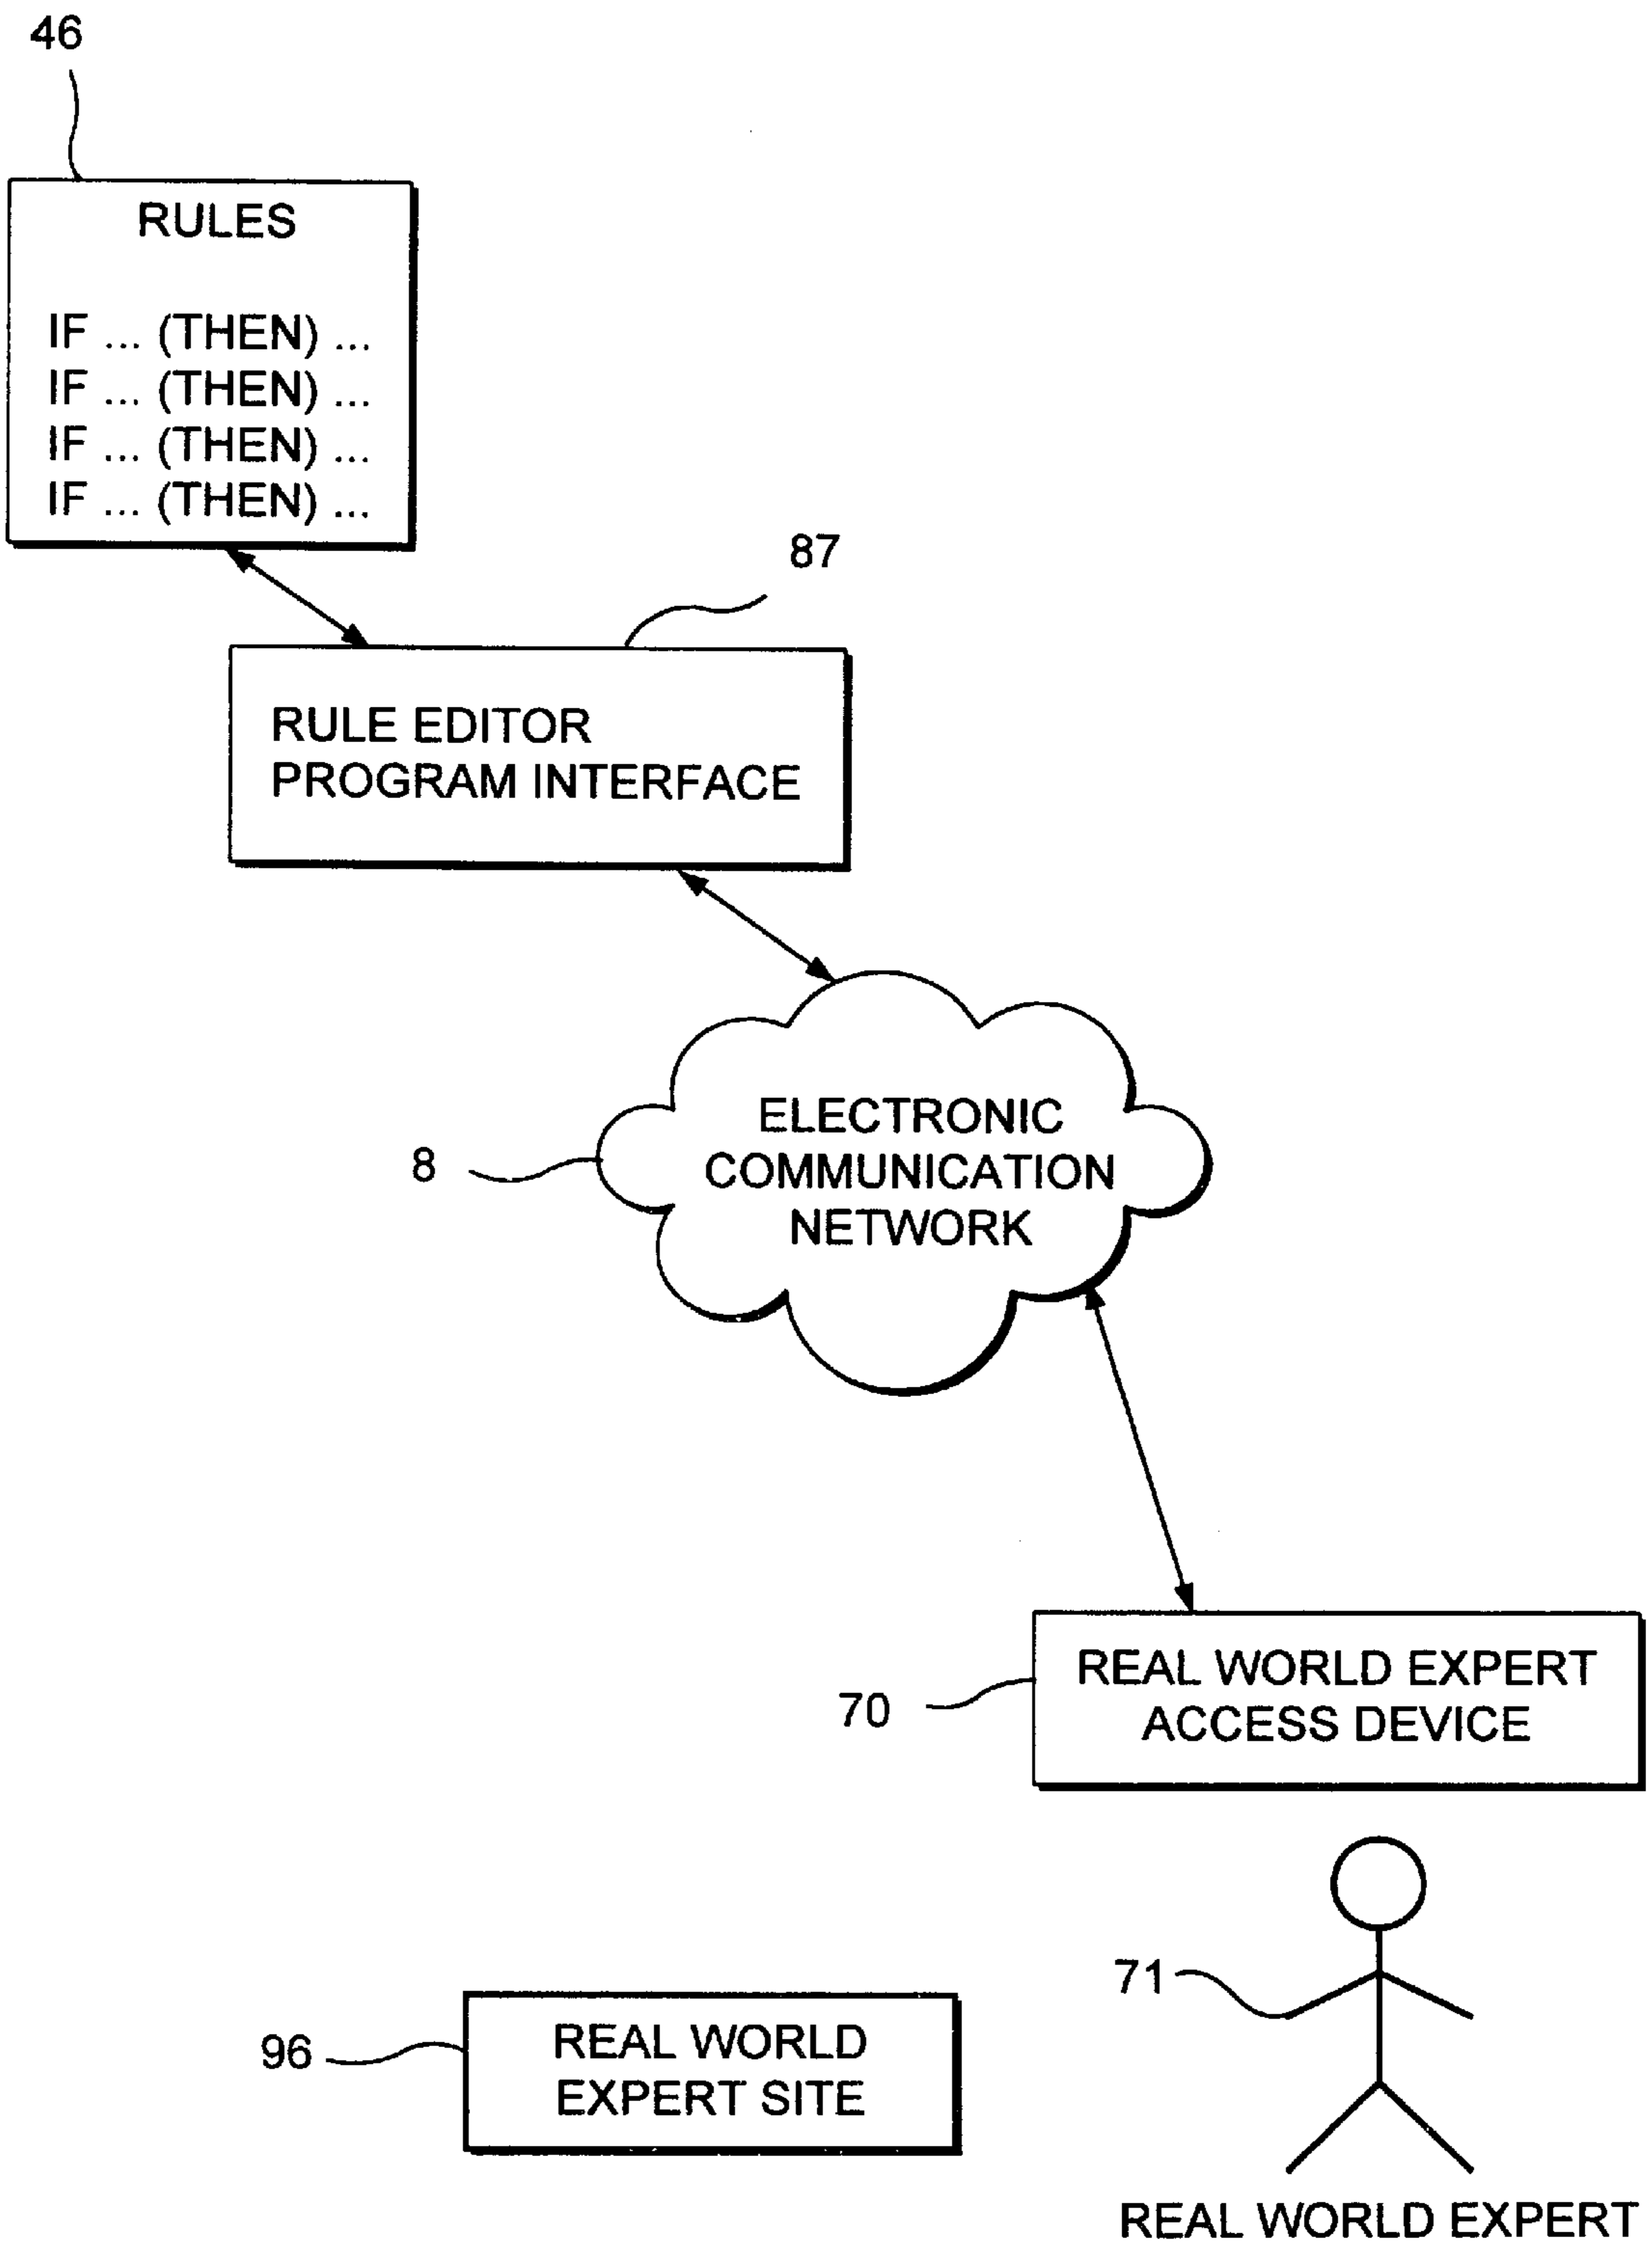 46
RULES
IF ... (THEN) ...
IF ... (THEN) ...
IF ... (THEN) ...
IF ... (THEN) ...
87
RULE EDITOR
PROGRAM INTERFACE
ELECTRONIC
COMMUNICATION
NETWORK
8
REAL WORLD EXPERT
ACCESS DEVICE
70
71
REAL WORLD
EXPERT SITE
96
REAL WORLD EXPERT